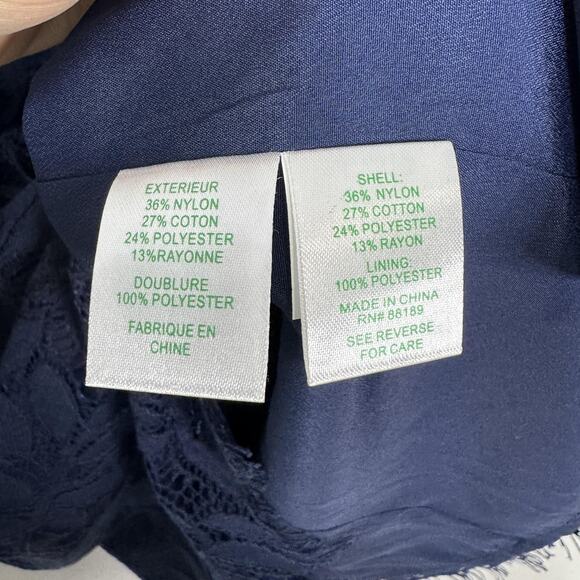 EXTERIEUR
36% NYLON
27% COTON
24% POLYESTER
13%RAYONNE
DOUBLURE
100% POLYESTER
FABRIQUE EN
CHINE
SHELL:
36% NYLON
27% COTTON
24% POLYESTER
13% RAYON
LINING:
100% POLYESTER
MADE IN CHINA
RN# 88189
SEE REVERSE
FOR CARE